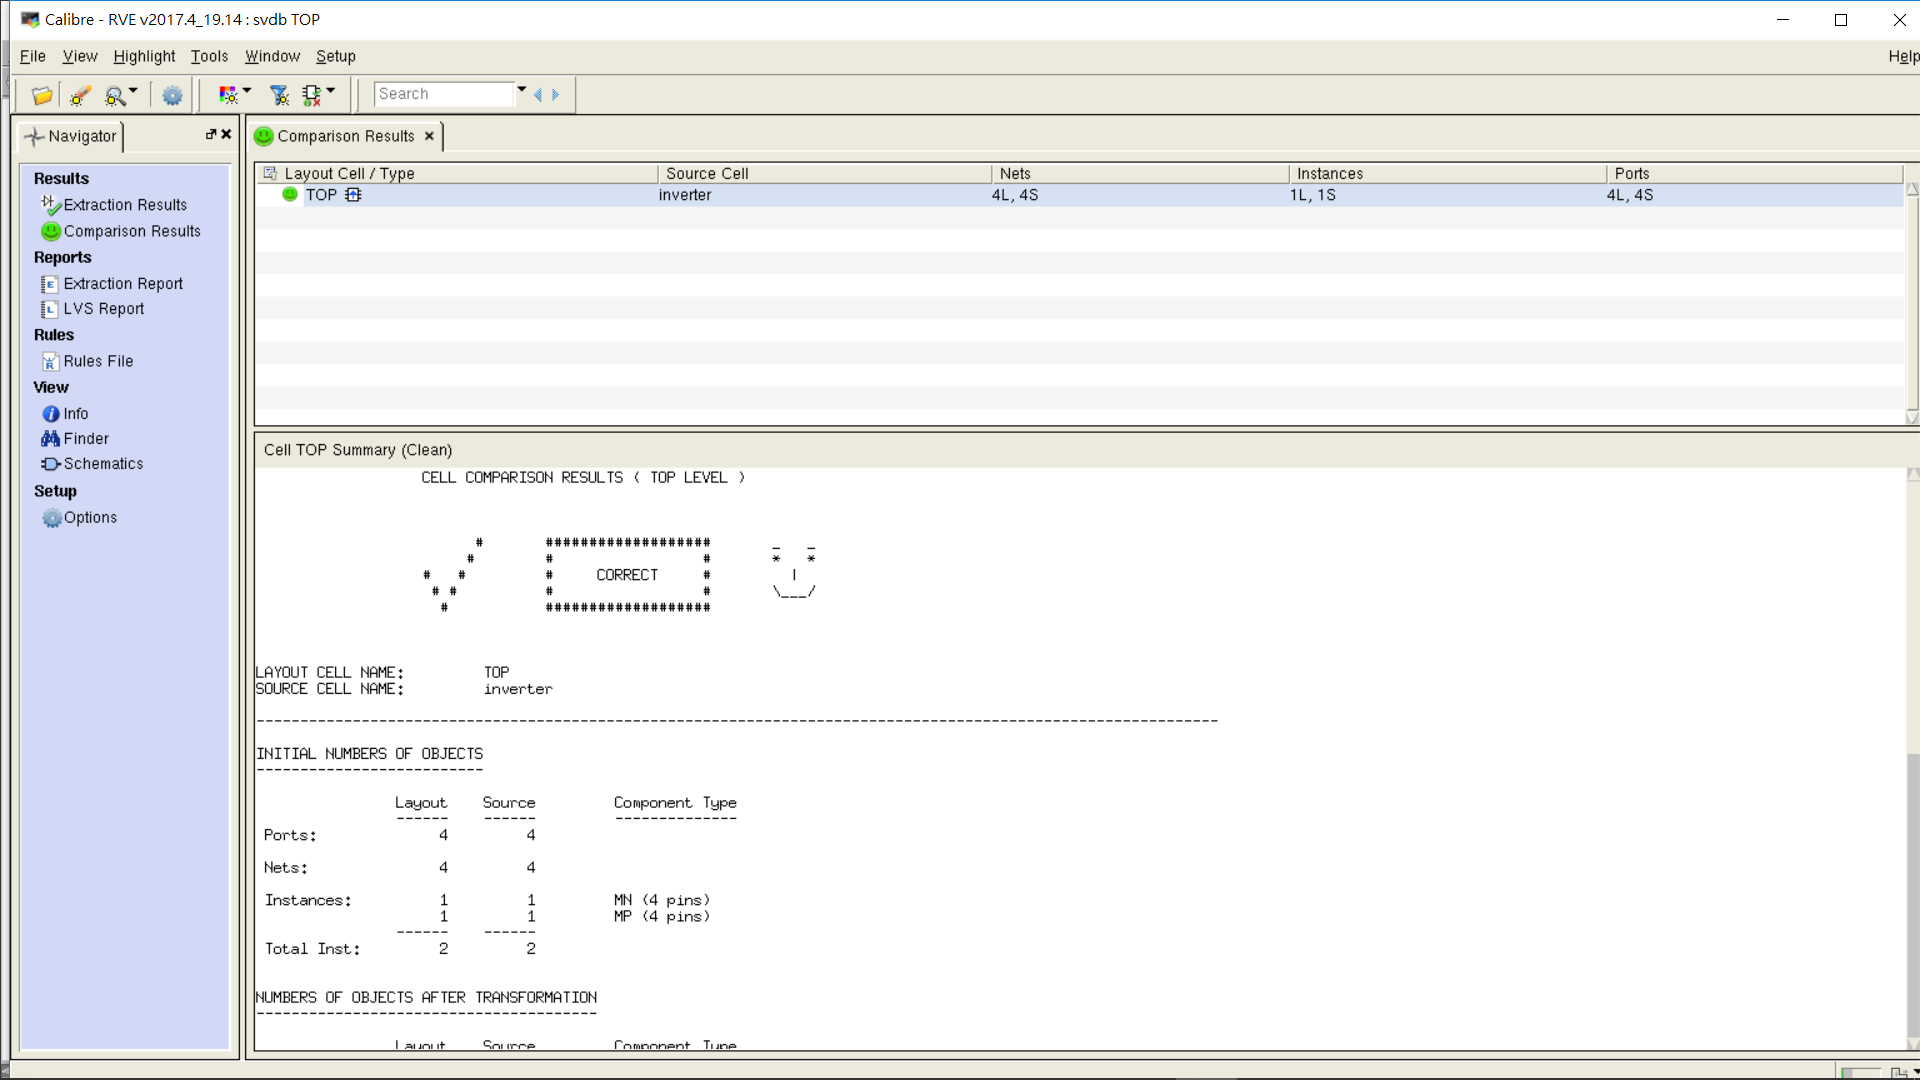 Calibre - RVE v2017.4_19.14 : svdb TOP
File View Highlight Tools Window Setup Help
Search
Navigator
Results
Extraction Results
Comparison Results
Reports
Extraction Report
LVS Report
Rules
Rules File
View
Info
Finder
Schematics
Setup
Options
Comparison Results
Layout Cell / Type Source Cell Nets Instances Ports
TOP inverter 4L, 4S 1L, 1S 4L, 4S
Cell TOP Summary (Clean)
CELL COMPARISON RESULTS ( TOP LEVEL )
# ################### _ _
# # # * *
# # # CORRECT # |
# # # # \___/
# ###################
LAYOUT CELL NAME: TOP
SOURCE CELL NAME: inverter
--------------------------------------------------------------------------------------------------------------
INITIAL NUMBERS OF OBJECTS
--------------------------
Layout Source Component Type
------ ------ --------------
Ports: 4 4
Nets: 4 4
Instances: 1 1 MN (4 pins)
1 1 MP (4 pins)
------ ------
Total Inst: 2 2
NUMBERS OF OBJECTS AFTER TRANSFORMATION
---------------------------------------
Layout Source Component Type